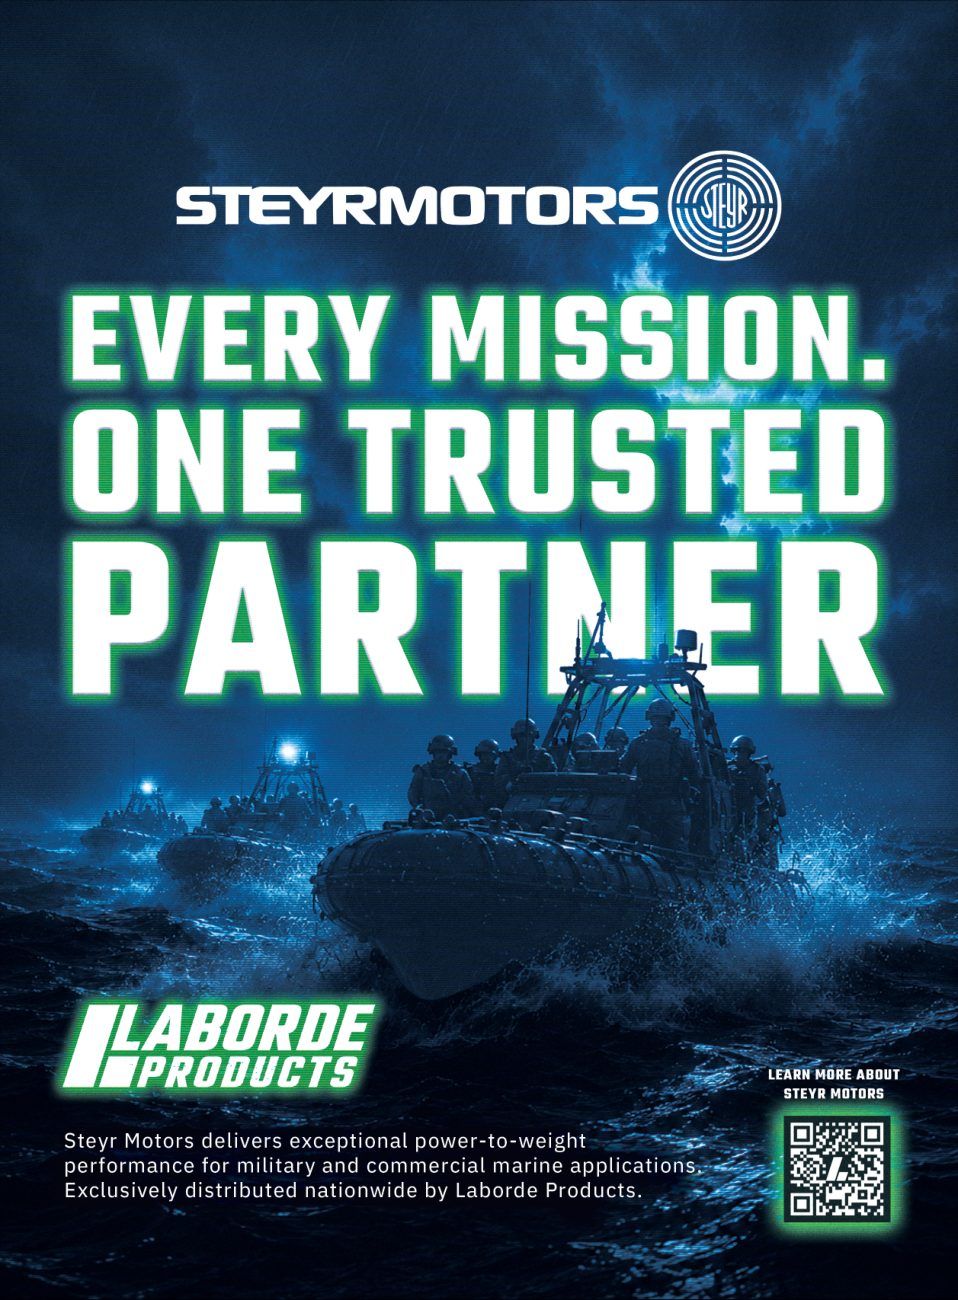 STEYRMOTORS
STEYR
EVERY MISSION.
ONE TRUSTED
PARTNER
LABORDE
PRODUCTS
LEARN MORE ABOUT
STEYR MOTORS
Steyr Motors delivers exceptional power-to-weight
performance for military and commercial marine applications.
Exclusively distributed nationwide by Laborde Products.